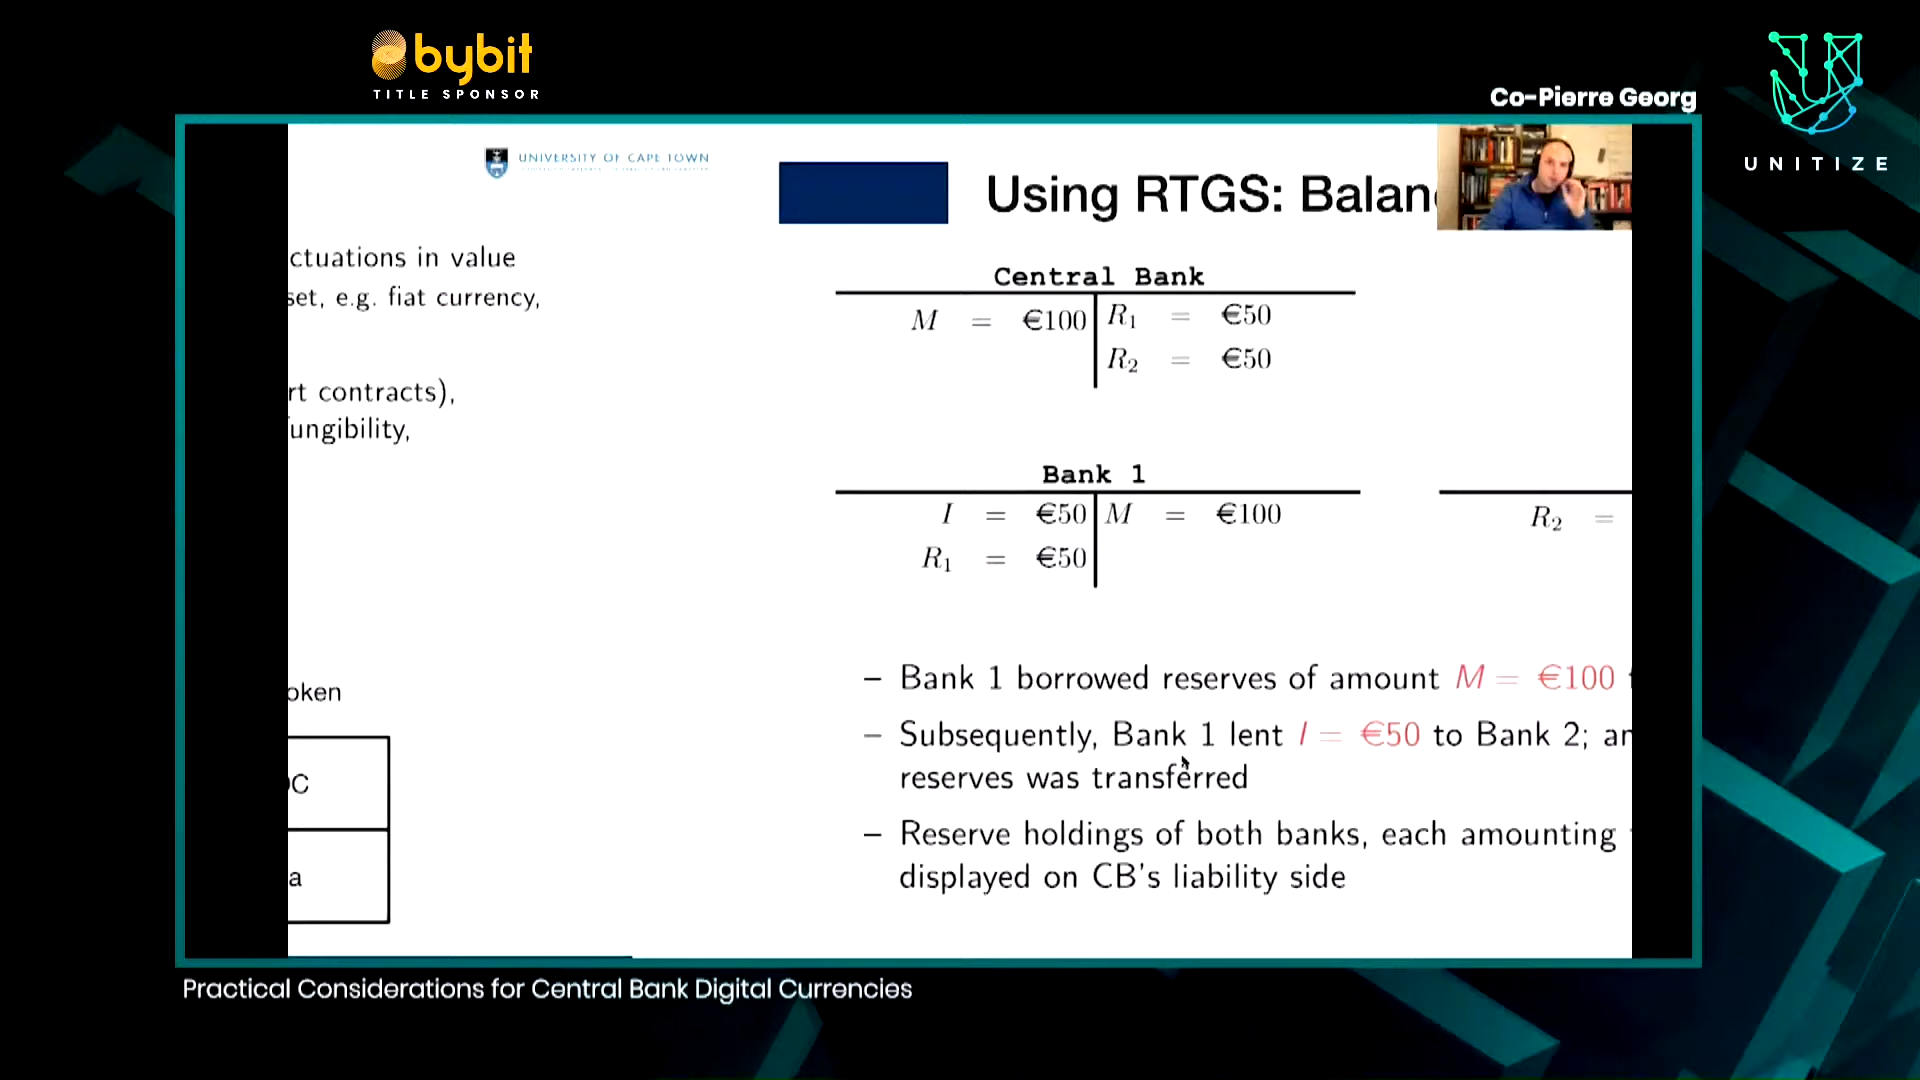 bybit
TITLE SPONSOR
Co-Pierre Georg
UNITIZE
UNIVERSITY OF CAPE TOWN
ctuations in value
set, e.g. fiat currency,
rt contracts),
fungibility,
oken
C
a
Using RTGS: Balan
Central Bank
M = €100 R1 = €50
R2 = €50
Bank 1
I = €50 M = €100
R1 = €50
R2 =
– Bank 1 borrowed reserves of amount M = €100
– Subsequently, Bank 1 lent I = €50 to Bank 2; ar
reserves was transferred
– Reserve holdings of both banks, each amounting
displayed on CB's liability side
Practical Considerations for Central Bank Digital Currencies